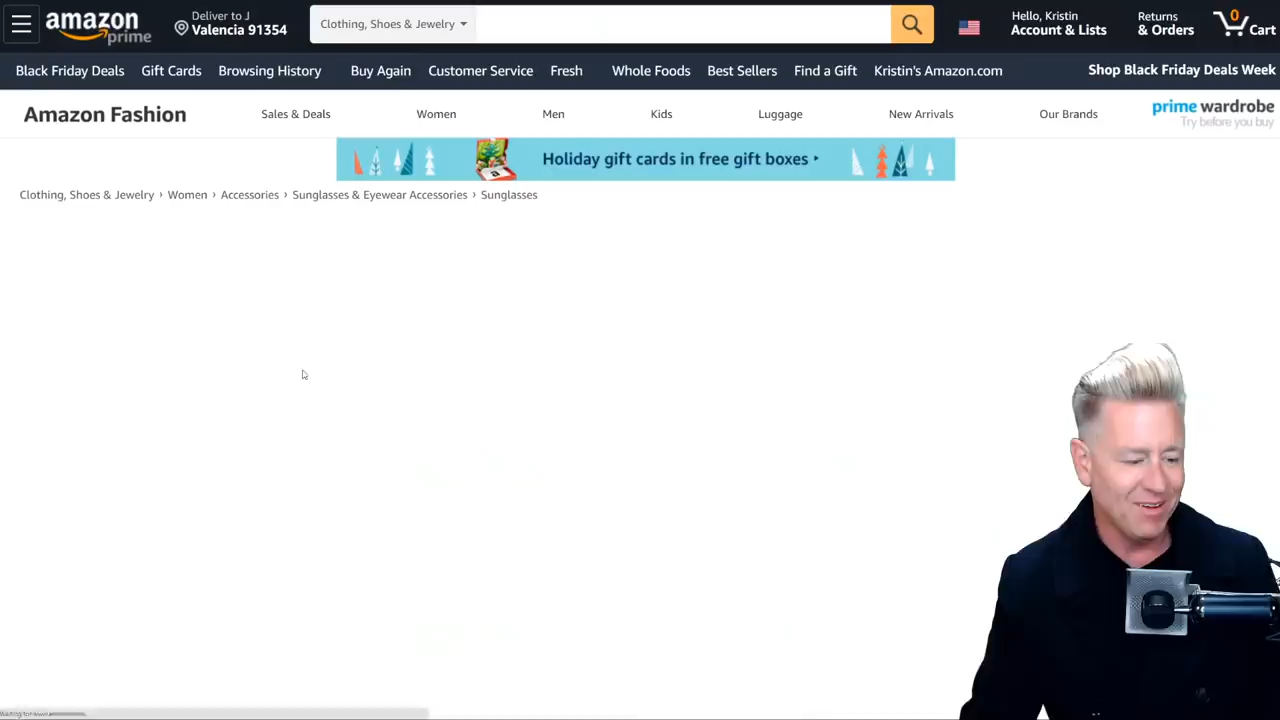 amazon
prime
Deliver to J
Valencia 91354
Clothing, Shoes & Jewelry
Hello, Kristin
Account & Lists
Returns
& Orders
0
Cart
Black Friday Deals
Gift Cards
Browsing History
Buy Again
Customer Service
Fresh
Whole Foods
Best Sellers
Find a Gift
Kristin's Amazon.com
Shop Black Friday Deals Week
Amazon Fashion
Sales & Deals
Women
Men
Kids
Luggage
New Arrivals
Our Brands
prime wardrobe
Try before you buy
Holiday gift cards in free gift boxes
Clothing, Shoes & Jewelry › Women › Accessories › Sunglasses & Eyewear Accessories › Sunglasses